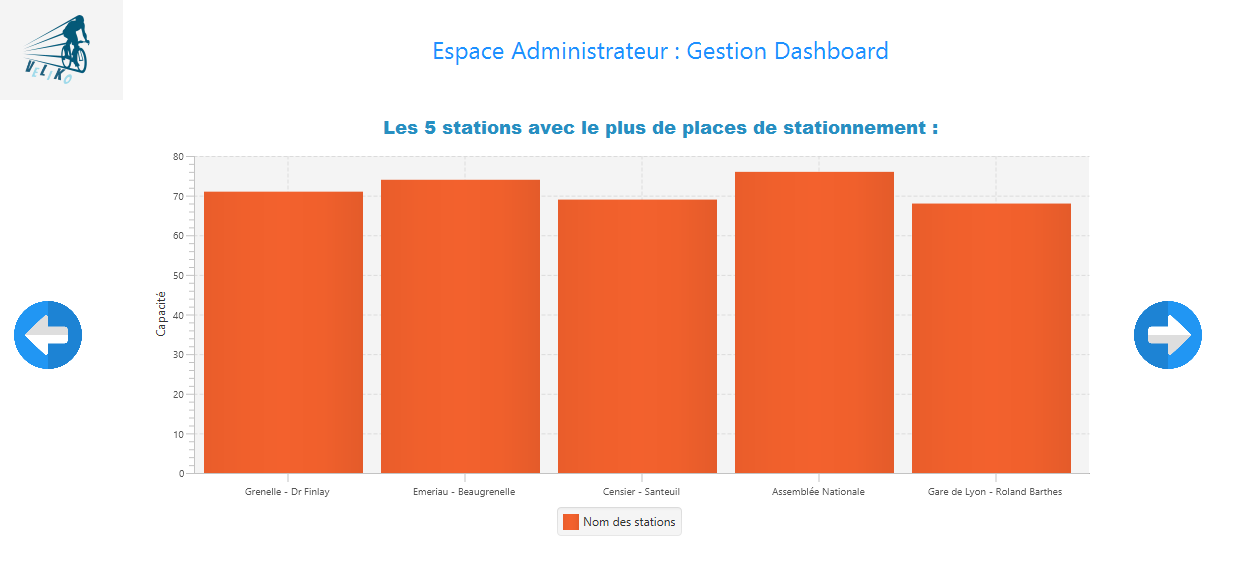 VELIKO
Espace Administrateur : Gestion Dashboard
Les 5 stations avec le plus de places de stationnement :
Capacité
80
70
60
50
40
30
20
10
0
Grenelle - Dr Finlay
Emeriau - Beaugrenelle
Censier - Santeuil
Assemblée Nationale
Gare de Lyon - Roland Barthes
Nom des stations